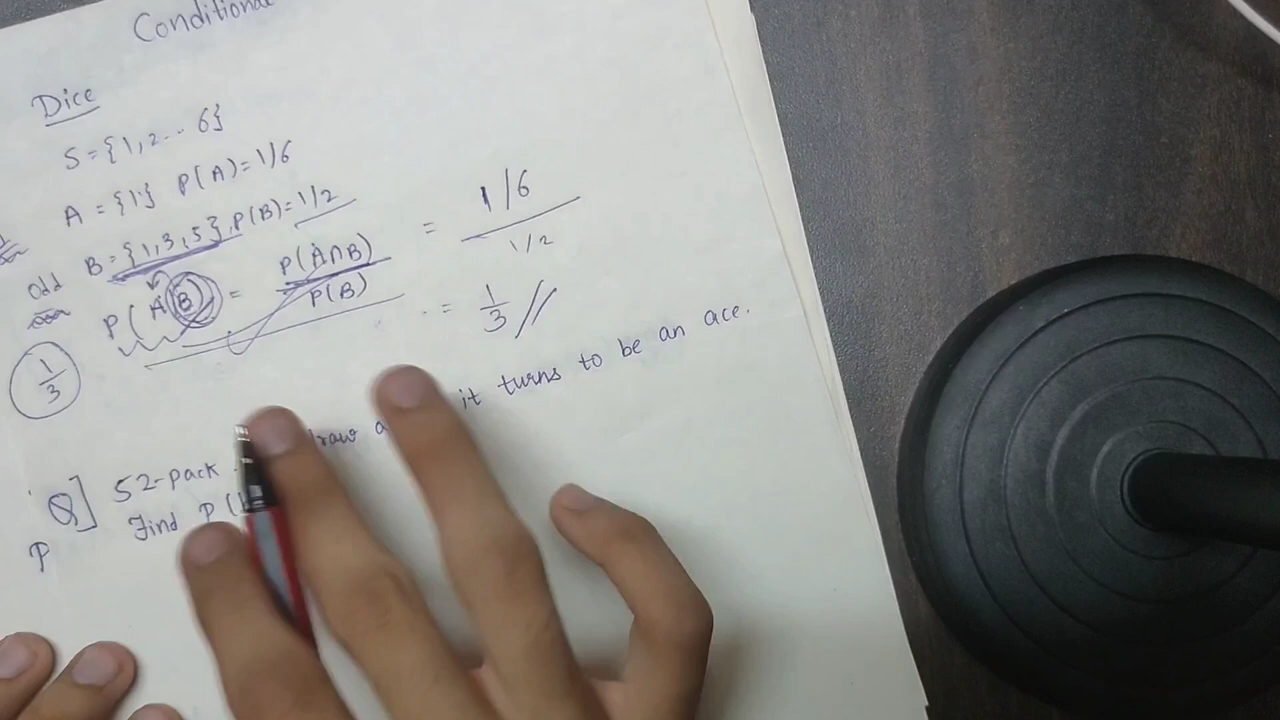 Conditional
Dice
S = {1, 2 .. 6}
A = {1} P(A) = 1/6
odd B = {1, 3, 5}, P(B) = 1/2
P(A|B) = P(A∩B) / P(B) = 1/6 / 1/2
1/3 = 1/3 //
Q] 52-pack it turns to be an ace.
Find P(
P